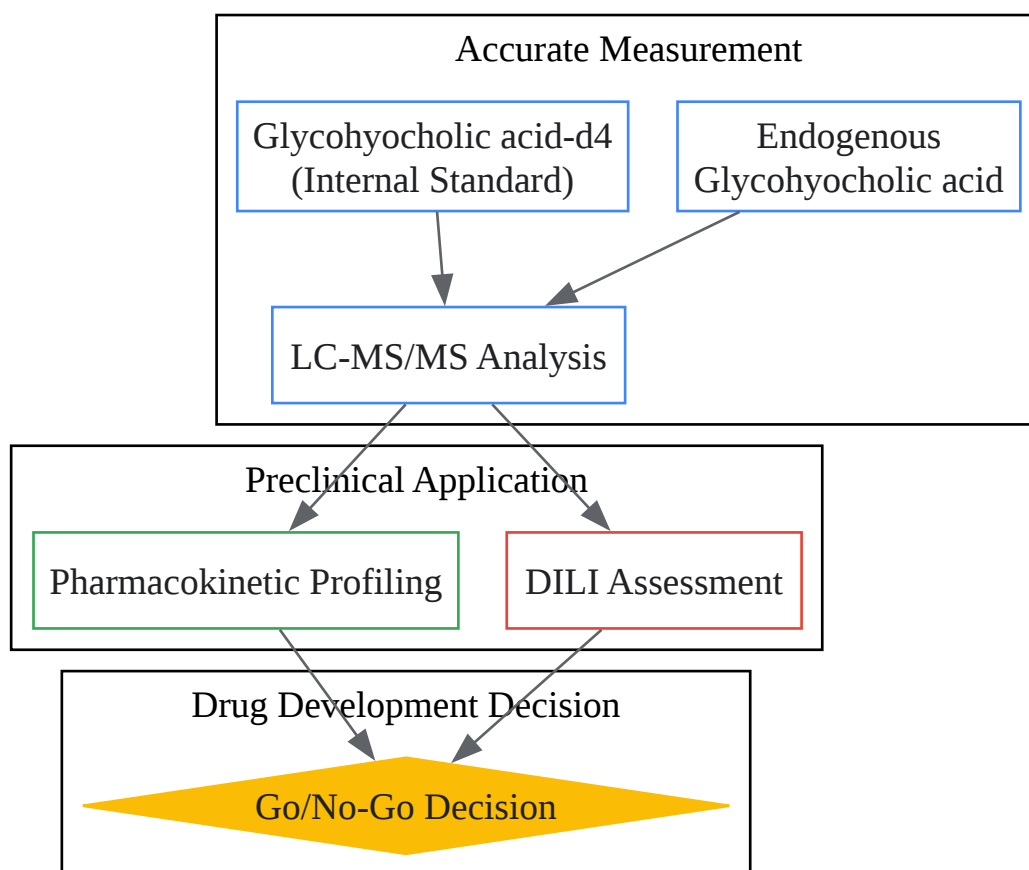 Accurate Measurement
Glycohyocholic acid-d4
(Internal Standard)
Endogenous
Glycohyocholic acid
LC-MS/MS Analysis
Preclinical Application
Pharmacokinetic Profiling
DILI Assessment
Drug Development Decision
Go/No-Go Decision